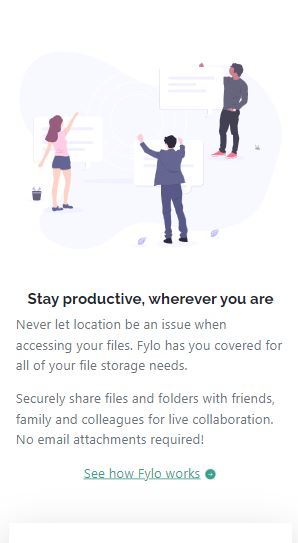 Stay productive, wherever you are
Never let location be an issue when
accessing your files. Fylo has you covered for
all of your file storage needs.
Securely share files and folders with friends,
family and colleagues for live collaboration.
No email attachments required!
See how Fylo works